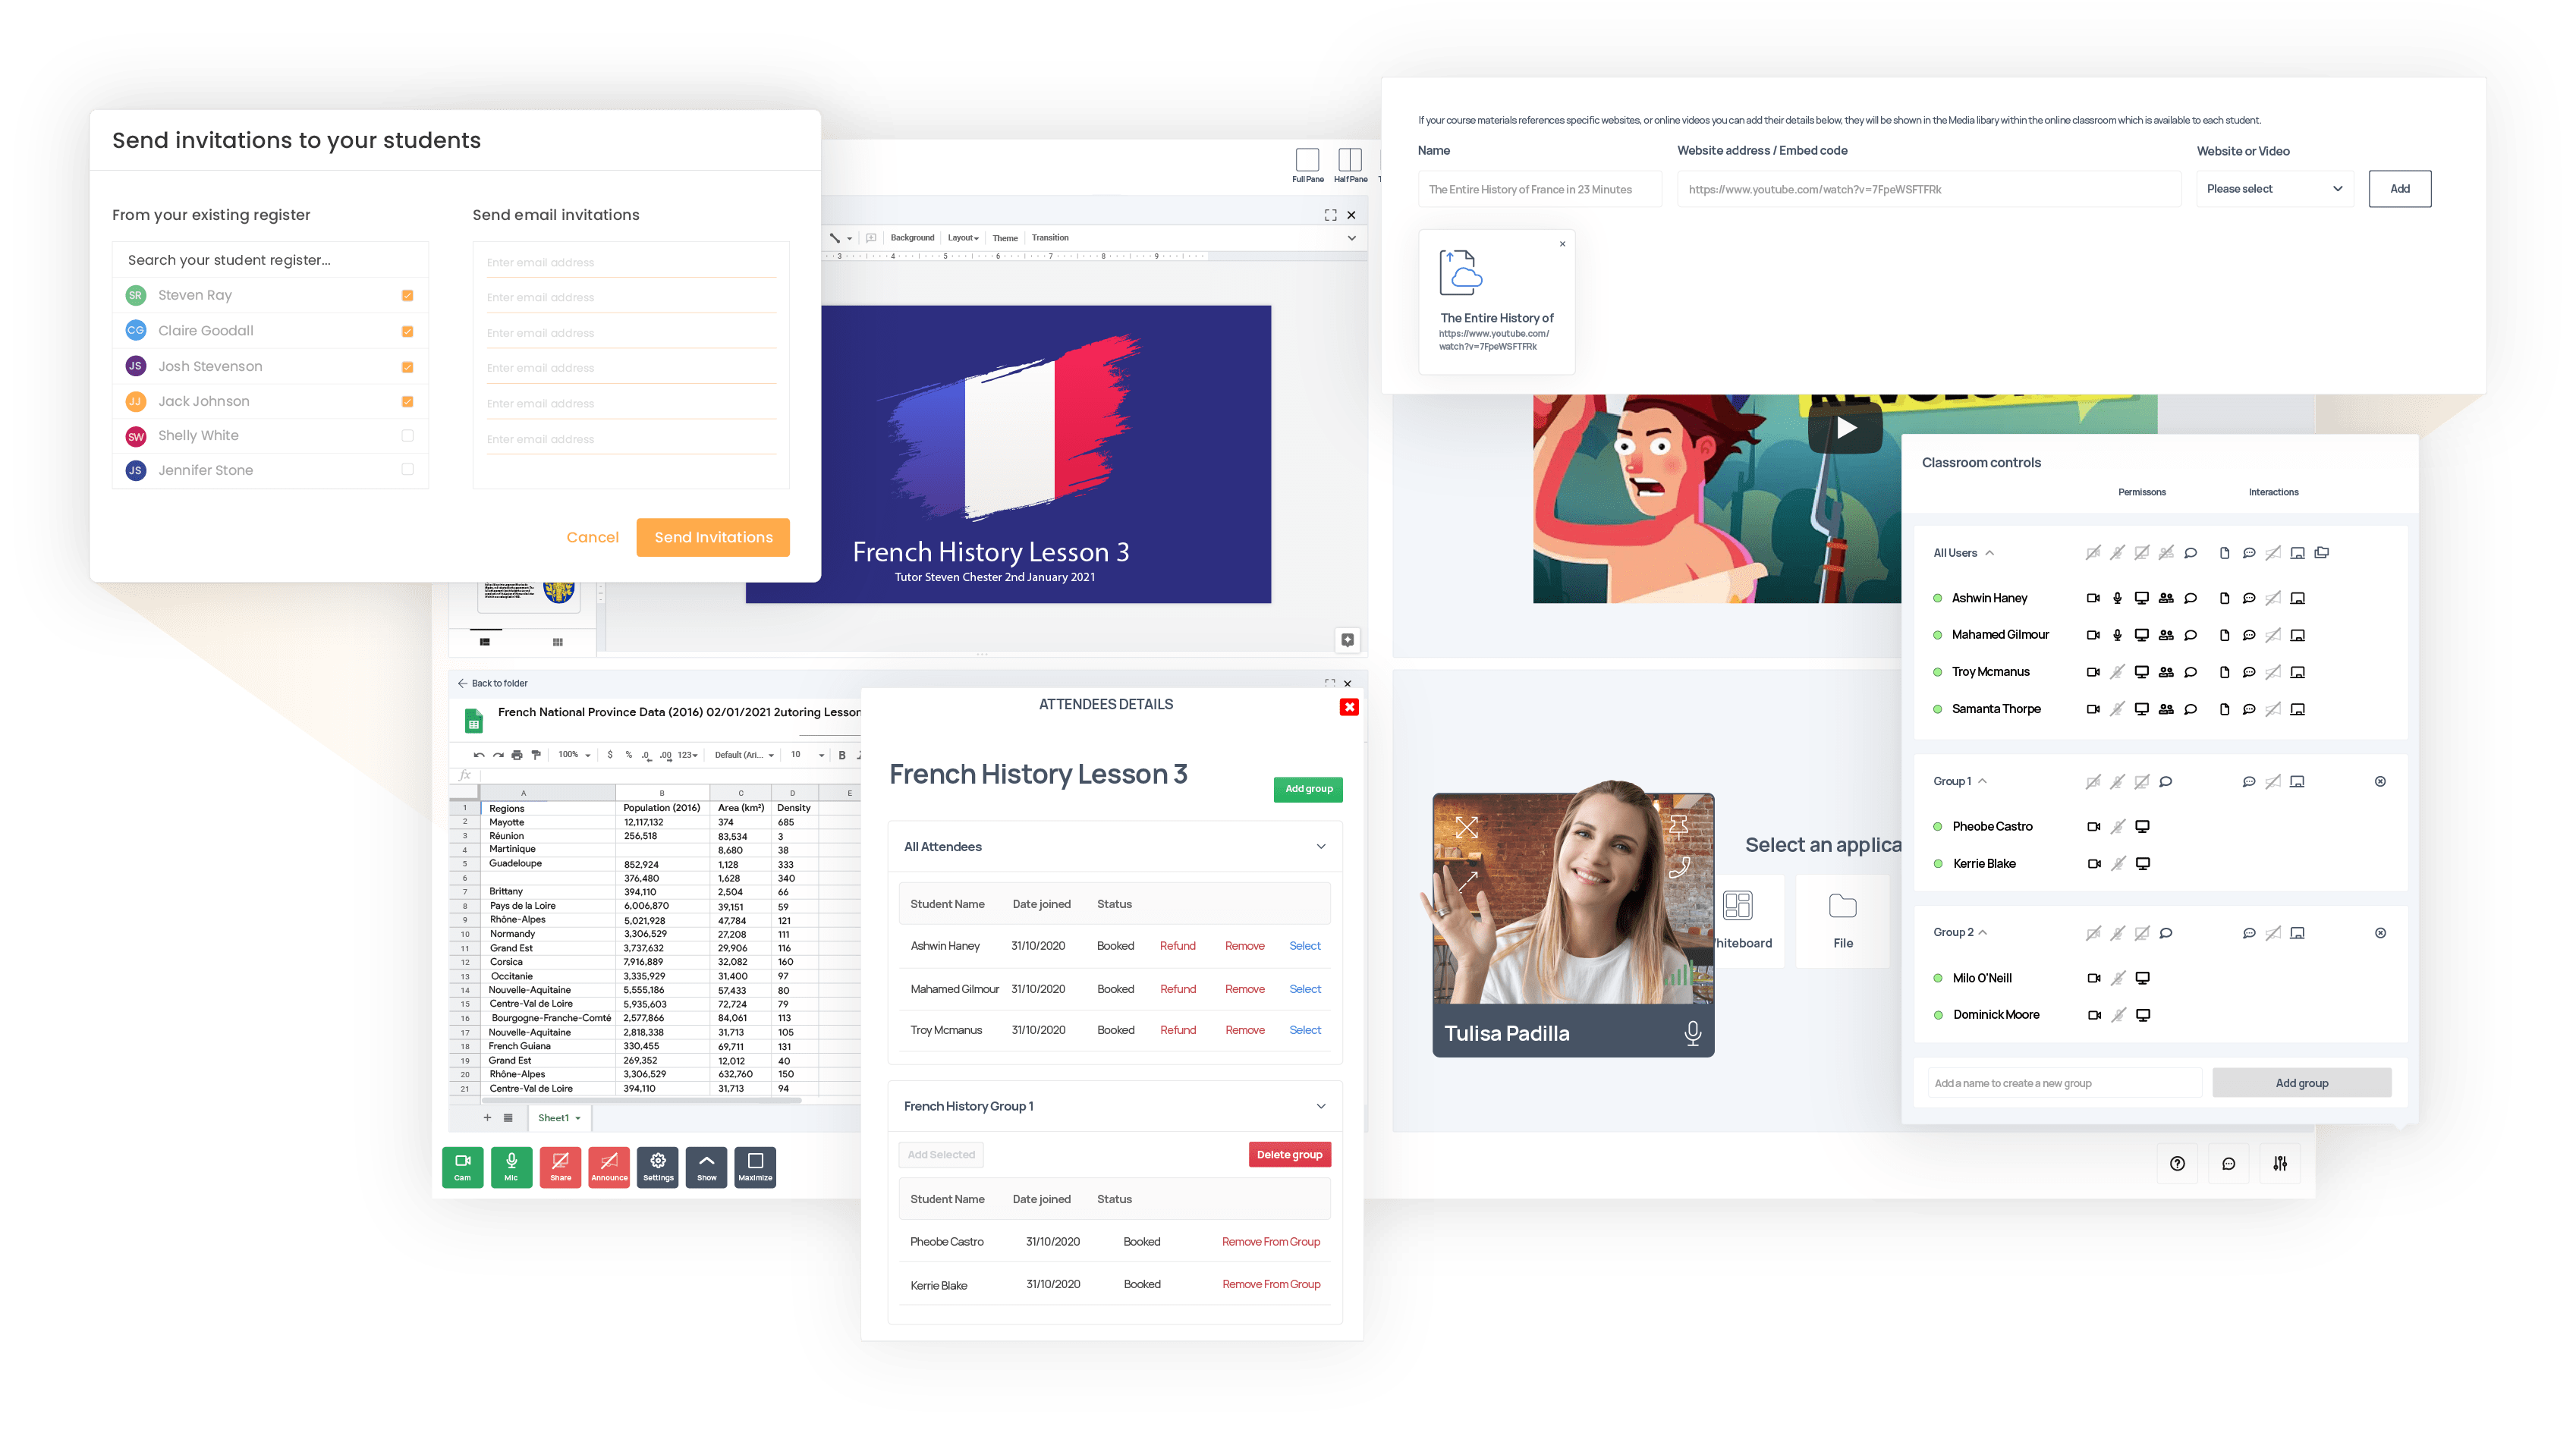 Send invitations to your students
From your existing register
Send email invitations
Search your student register...
Enter email address
SR Steven Ray
Enter email address
CG Claire Goodall
Enter email address
JS Josh Stevenson
Enter email address
JJ Jack Johnson
Enter email address
SW Shelly White
Enter email address
JS Jennifer Stone
Cancel
Send Invitations
Full Pane
Half Pane
Background
Layout
Theme
Transition
3 4 5 6 7 8 9
French History Lesson 3
Tutor Steven Chester 2nd January 2021
If your course materials references specific websites, or online videos you can add their details below, they will be shown in the Media libary within the online classroom which is available to each student.
Name
Website address / Embed code
Website or Video
The Entire History of France in 23 Minutes
https://www.youtube.com/watch?v=7FpeWSFTFRk
Please select
Add
The Entire History of
https://www.youtube.com/
watch?v=7FpeWSFTFRk
Classroom controls
Permissons
Interactions
All Users
Ashwin Haney
Mahamed Gilmour
Troy Mcmanus
Samanta Thorpe
Group 1
Pheobe Castro
Kerrie Blake
Group 2
Milo O'Neill
Dominick Moore
Add a name to create a new group
Add group
Back to folder
French National Province Data (2016) 02/01/2021 2utoring Lesson
100% $ % .0 .00 123 Default (Ari... 10 B
fx
A B C D E
1 Regions Population (2016) Area (km²) Density
2 Mayotte 12,117,132 374 685
3 Réunion 256,518 83,534 3
4 Martinique 8,680 38
5 Guadeloupe 852,924 1,128 333
6 376,480 1,628 340
7 Brittany 394,110 2,504 66
8 Pays de la Loire 6,006,870 39,151 59
9 Rhône-Alpes 5,021,928 47,784 121
10 Normandy 3,306,529 27,208 111
11 Grand Est 3,737,632 29,906 116
12 Corsica 7,916,889 32,082 160
13 Occitanie 3,335,929 31,400 97
14 Nouvelle-Aquitaine 5,555,186 57,433 80
15 Centre-Val de Loire 5,935,603 72,724 79
16 Bourgogne-Franche-Comté 2,577,866 84,061 113
17 Nouvelle-Aquitaine 2,818,338 31,713 105
18 French Guiana 330,455 69,711 131
19 Grand Est 269,352 12,012 40
20 Rhône-Alpes 3,306,529 632,760 150
21 Centre-Val de Loire 394,110 31,713 94
Sheet1
Cam
Mic
Share
Announce
Settings
Show
Maximize
ATTENDEES DETAILS
French History Lesson 3
Add group
All Attendees
Student Name Date joined Status
Ashwin Haney 31/10/2020 Booked Refund Remove Select
Mahamed Gilmour 31/10/2020 Booked Refund Remove Select
Troy Mcmanus 31/10/2020 Booked Refund Remove Select
French History Group 1
Add Selected
Delete group
Student Name Date joined Status
Pheobe Castro 31/10/2020 Booked Remove From Group
Kerrie Blake 31/10/2020 Booked Remove From Group
Select an applica
hiteboard
File
Tulisa Padilla